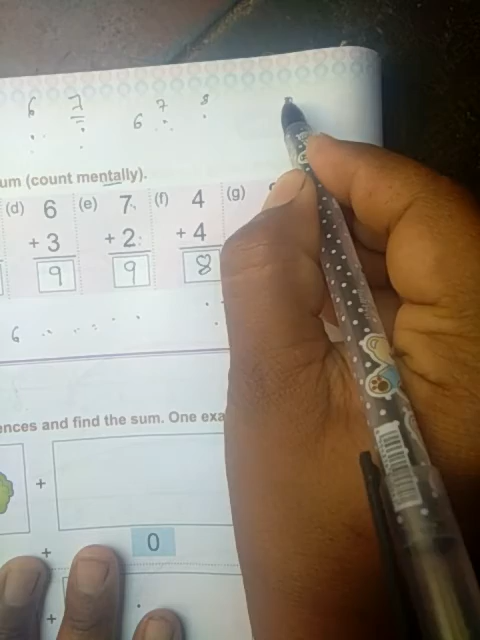 6 7 6 7 8
um (count mentally).
(d) 6 (e) 7 (f) 4 (g)
+ 3 + 2 + 4
9 9 8
6
ences and find the sum. One exa
+
0
+
+